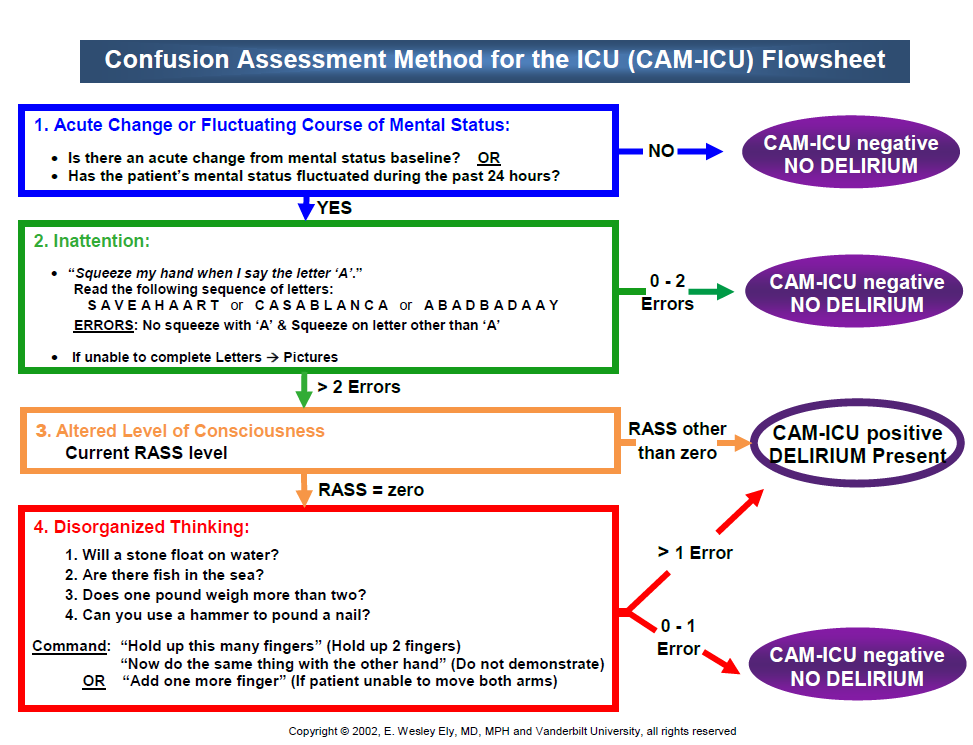 Confusion Assessment Method for the ICU (CAM-ICU) Flowsheet
1. Acute Change or Fluctuating Course of Mental Status:
• Is there an acute change from mental status baseline? OR
• Has the patient’s mental status fluctuated during the past 24 hours?
NO
CAM-ICU negative
NO DELIRIUM
YES
2. Inattention:
• “Squeeze my hand when I say the letter ‘A’.”
Read the following sequence of letters:
S A V E A H A A R T or C A S A B L A N C A or A B A D B A D A A Y
ERRORS: No squeeze with ‘A’ & Squeeze on letter other than ‘A’
• If unable to complete Letters → Pictures
0 - 2
Errors
CAM-ICU negative
NO DELIRIUM
> 2 Errors
3. Altered Level of Consciousness
Current RASS level
RASS other
than zero
CAM-ICU positive
DELIRIUM Present
RASS = zero
4. Disorganized Thinking:
1. Will a stone float on water?
2. Are there fish in the sea?
3. Does one pound weigh more than two?
4. Can you use a hammer to pound a nail?
Command: “Hold up this many fingers” (Hold up 2 fingers)
“Now do the same thing with the other hand” (Do not demonstrate)
OR “Add one more finger” (If patient unable to move both arms)
> 1 Error
0 - 1
Error
CAM-ICU negative
NO DELIRIUM
Copyright © 2002, E. Wesley Ely, MD, MPH and Vanderbilt University, all rights reserved